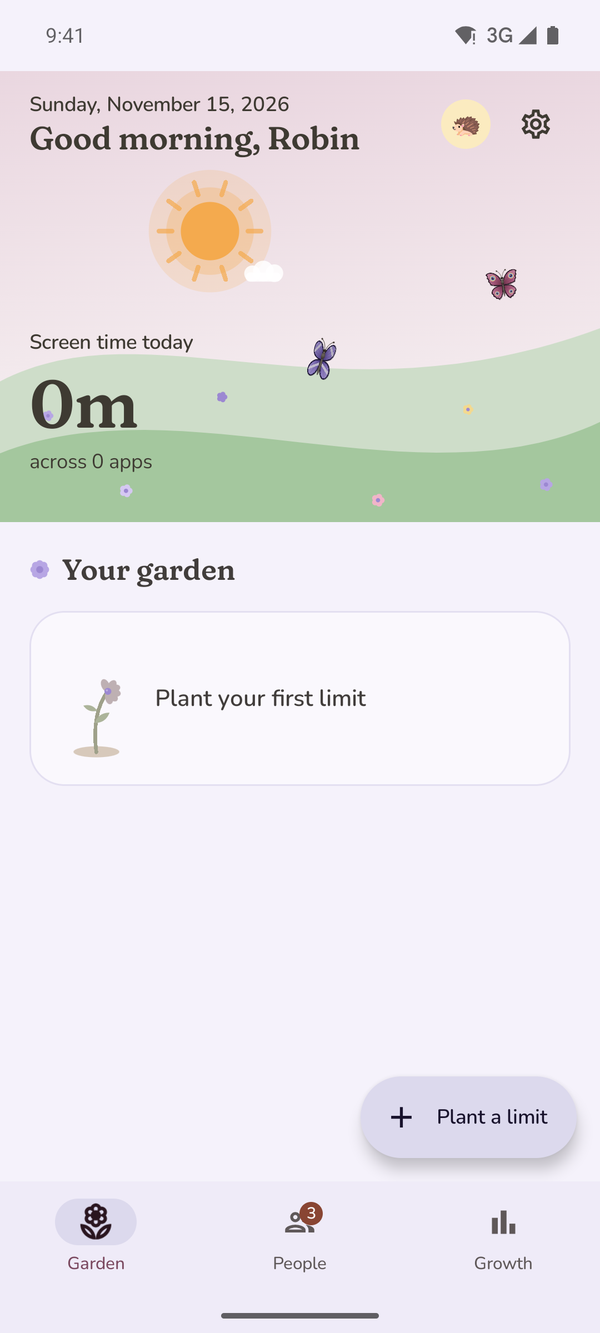 9:41
3G
Sunday, November 15, 2026
Good morning, Robin
Screen time today
0m
across 0 apps
Your garden
Plant your first limit
Plant a limit
3
Garden
People
Growth